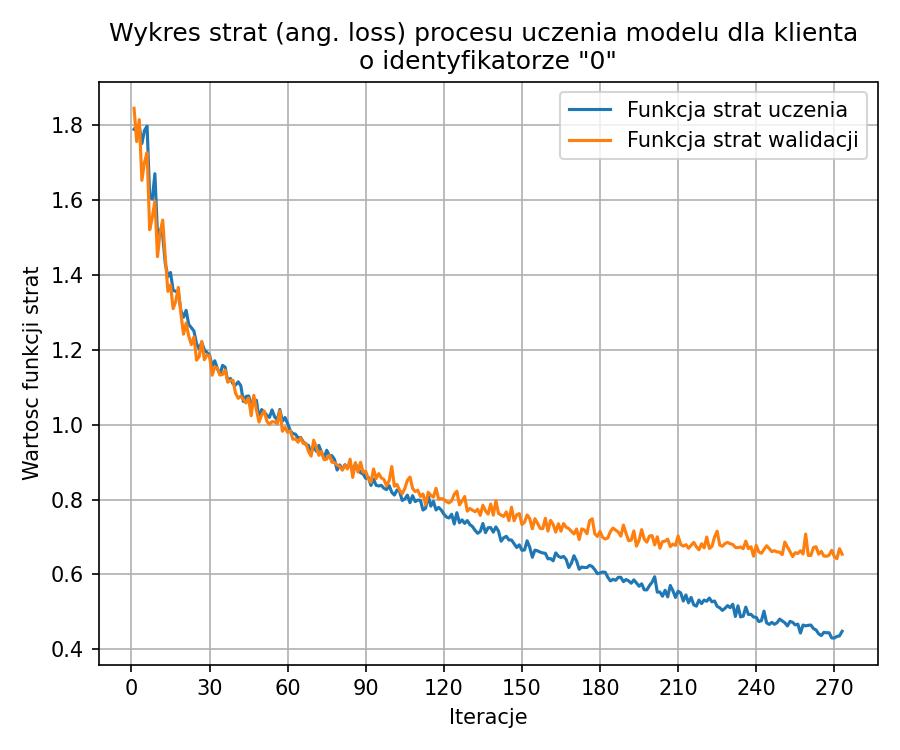 Wykres strat (ang. loss) procesu uczenia modelu dla klienta
o identyfikatorze "0"
Funkcja strat uczenia
Funkcja strat walidacji
Wartosc funkcji strat
1.8
1.6
1.4
1.2
1.0
0.8
0.6
0.4
0 30 60 90 120 150 180 210 240 270
Iteracje